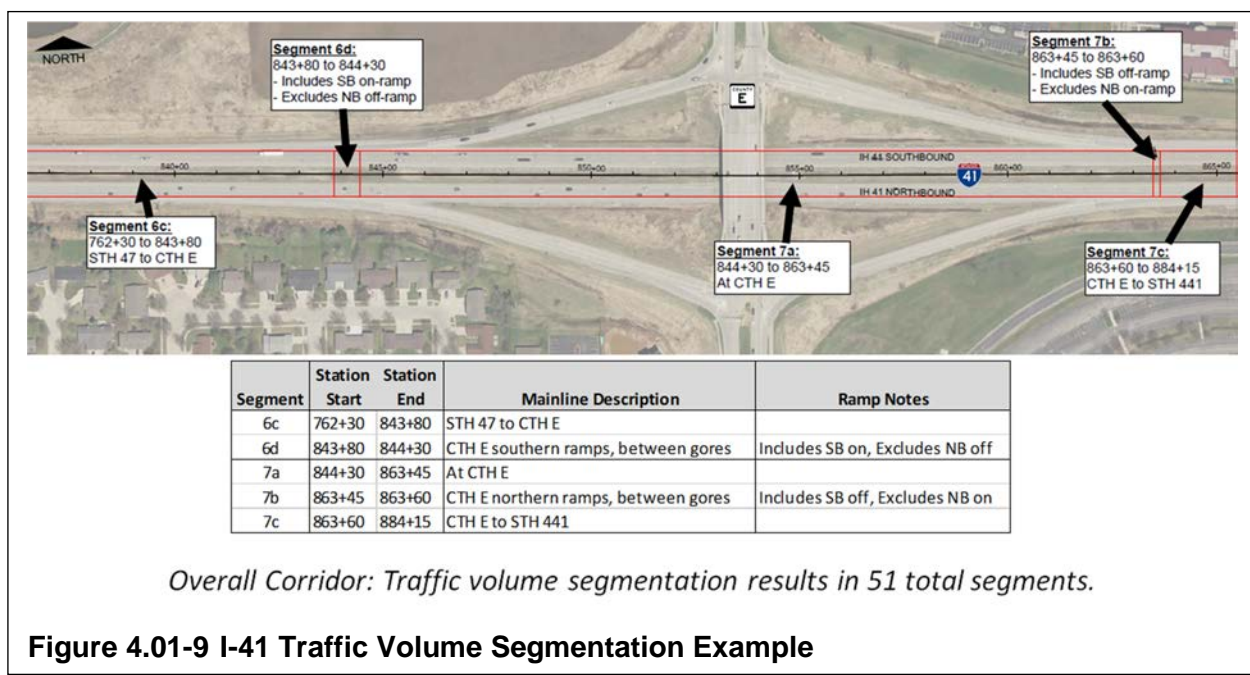 NORTH
Segment 6d:
843+80 to 844+30
- Includes SB on-ramp
- Excludes NB off-ramp
COUNTY
E
Segment 7b:
863+45 to 863+60
- Includes SB off-ramp
- Excludes NB on-ramp
IH 41 SOUTHBOUND
840+00
845+00
850+00
855+00
860+00
865+00
41
IH 41 NORTHBOUND
Segment 6c:
762+30 to 843+80
STH 47 to CTH E
Segment 7a:
844+30 to 863+45
At CTH E
Segment 7c:
863+60 to 884+15
CTH E to STH 441
Segment Station Start Station End Mainline Description Ramp Notes
6c 762+30 843+80 STH 47 to CTH E
6d 843+80 844+30 CTH E southern ramps, between gores Includes SB on, Excludes NB off
7a 844+30 863+45 At CTH E
7b 863+45 863+60 CTH E northern ramps, between gores Includes SB off, Excludes NB on
7c 863+60 884+15 CTH E to STH 441
Overall Corridor: Traffic volume segmentation results in 51 total segments.
Figure 4.01-9 I-41 Traffic Volume Segmentation Example